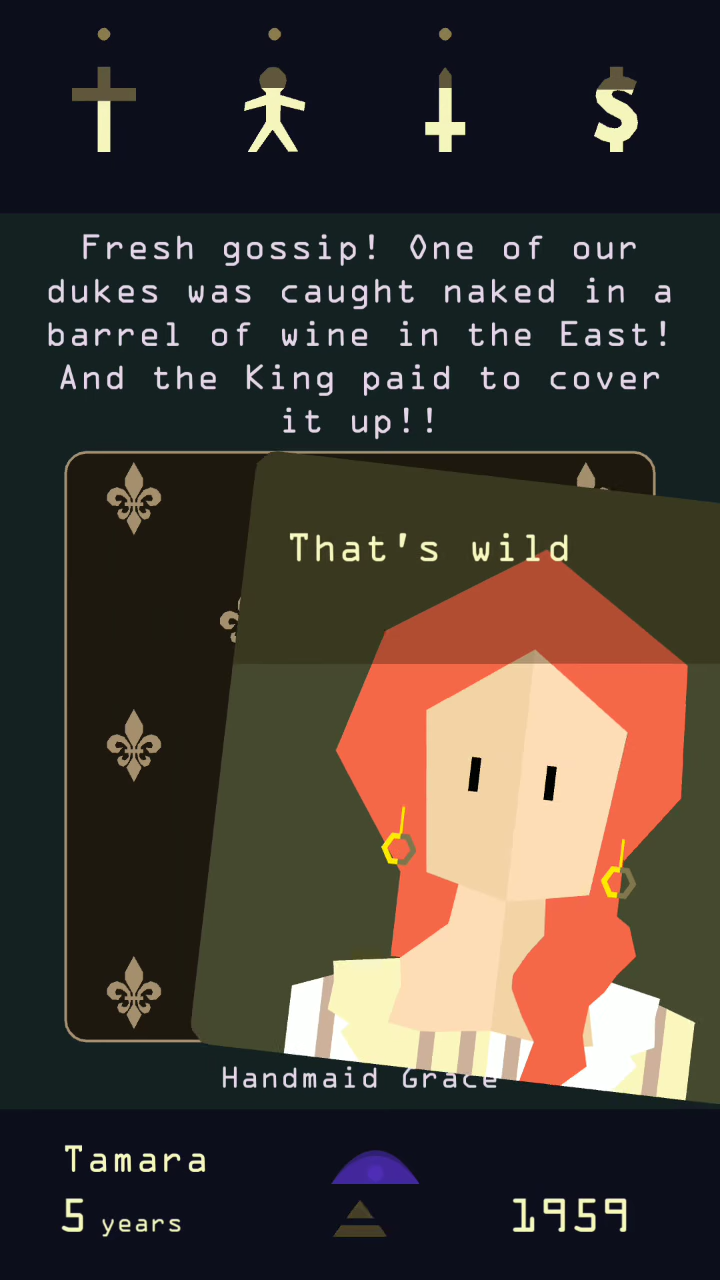 Fresh gossip! One of our
dukes was caught naked in a
barrel of wine in the East!
And the King paid to cover
it up!!
That's wild
Handmaid Grace
Tamara
5 years
1959